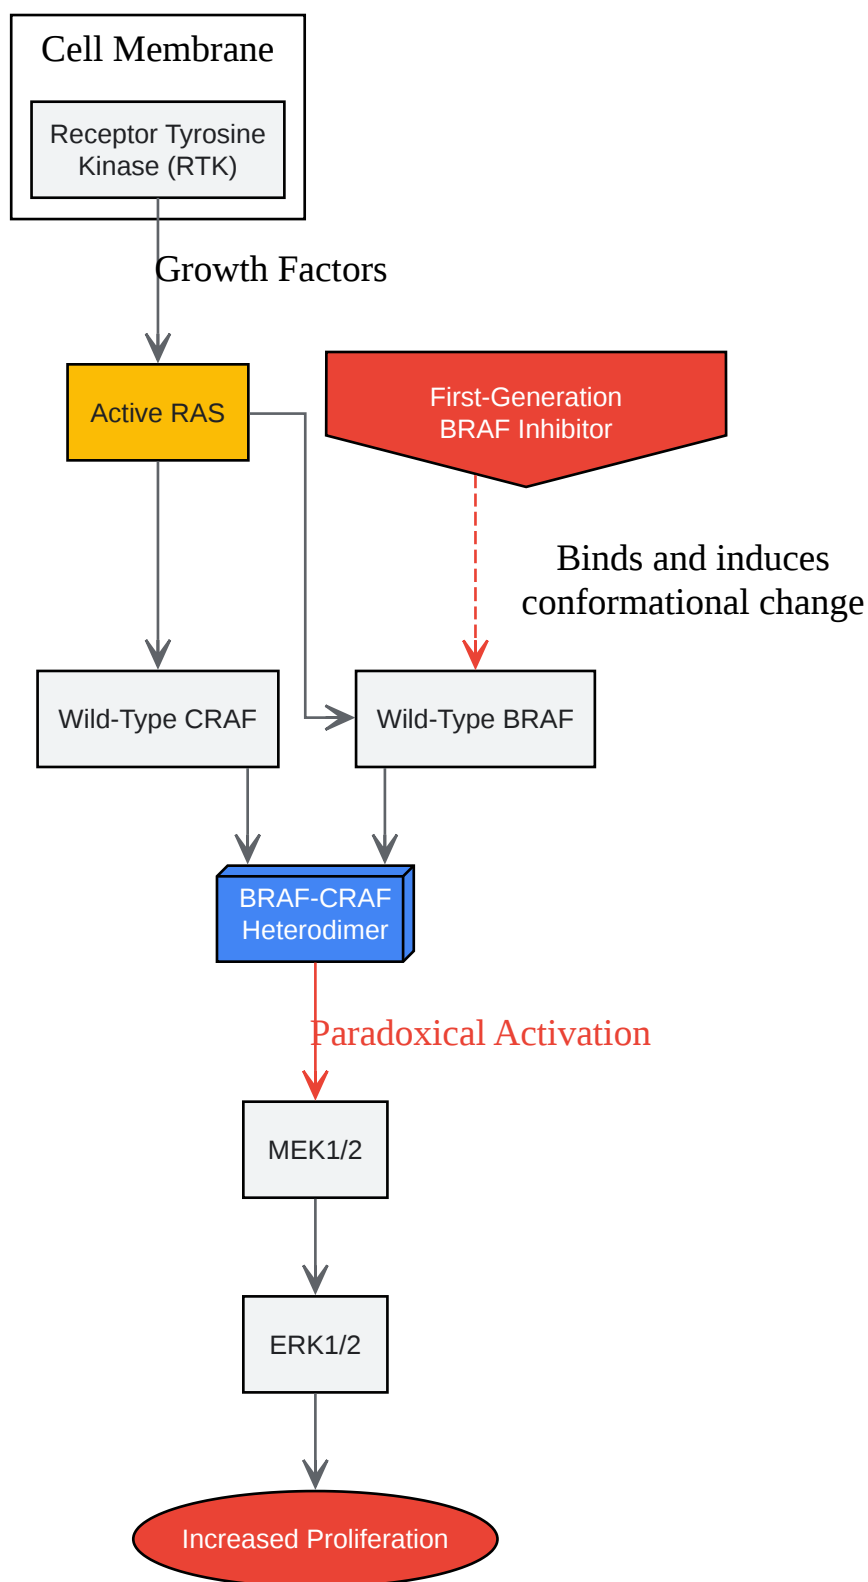 Cell Membrane
Receptor Tyrosine
Kinase (RTK)
Growth Factors
Active RAS
First-Generation
BRAF Inhibitor
Binds and induces
conformational change
Wild-Type CRAF
Wild-Type BRAF
BRAF-CRAF
Heterodimer
Paradoxical Activation
MEK1/2
ERK1/2
Increased Proliferation